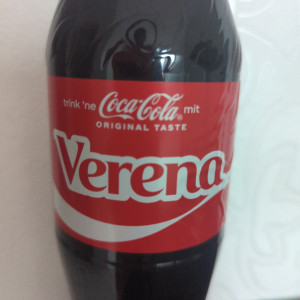 trink 'ne Coca-Cola mit
ORIGINAL TASTE
Verena